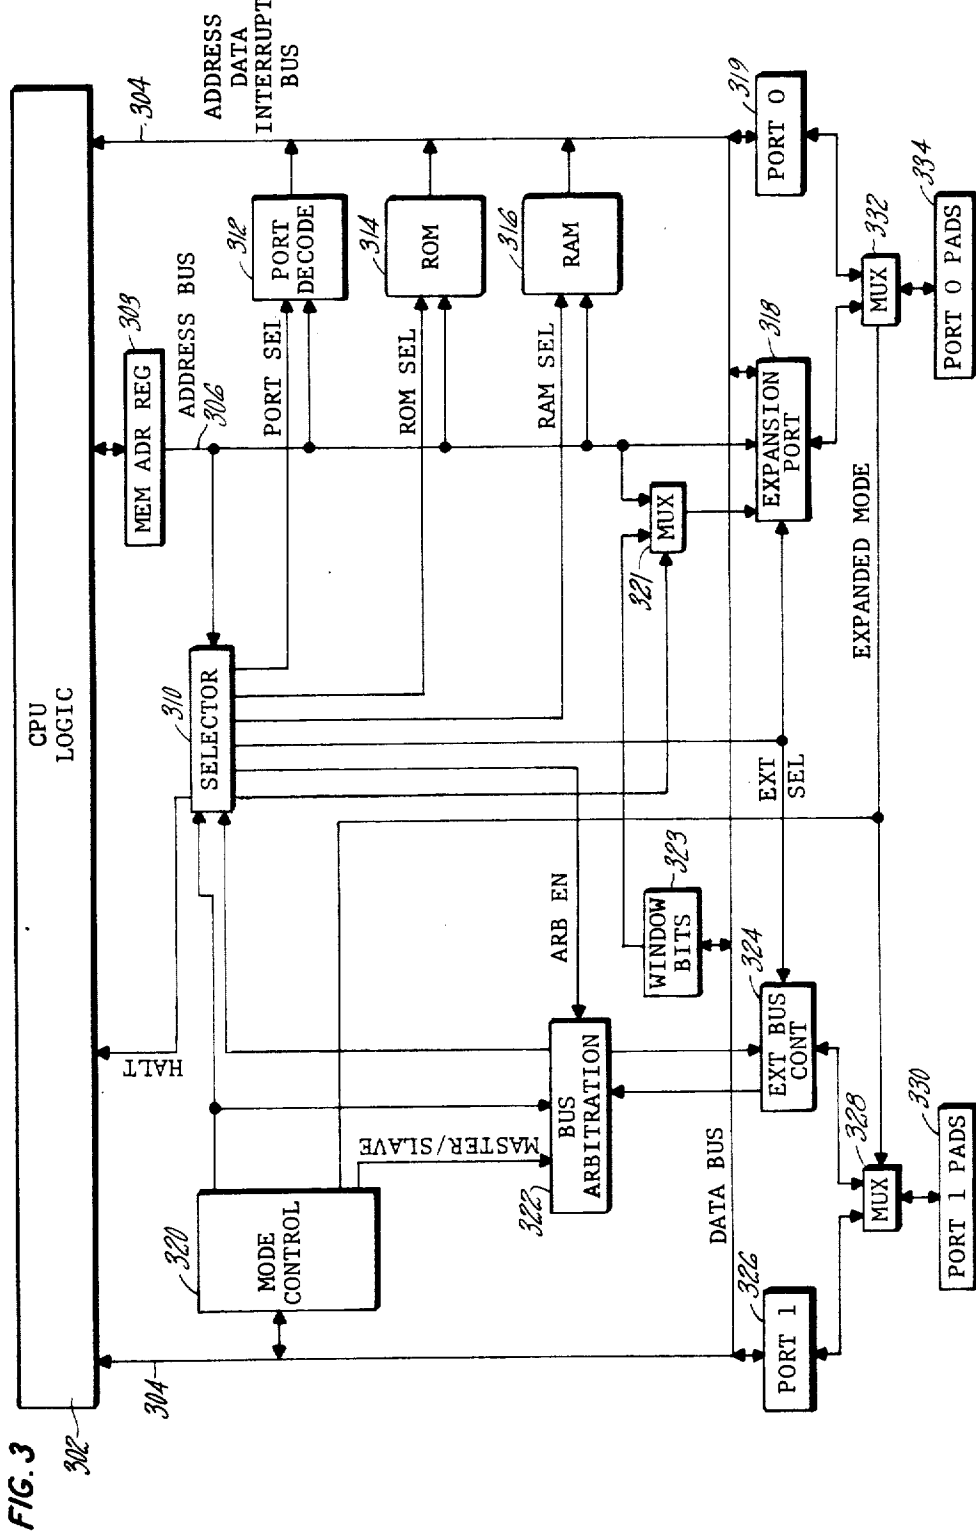 FIG. 3
302
CPU
LOGIC
304
304
ADDRESS
DATA
INTERRUPT
BUS
HALT
308
MEM ADR REG
ADDRESS BUS
306
320
MODE
CONTROL
310
SELECTOR
PORT SEL
312
PORT
DECODE
MASTER/SLAVE
ROM SEL
314
ROM
322
BUS
ARBITRATION
ARB EN
RAM SEL
316
RAM
323
WINDOW
BITS
321
MUX
DATA BUS
EXT
SEL
326
PORT 1
324
EXT BUS
CONT
EXPANSION
PORT
318
319
PORT 0
328
MUX
EXPANDED MODE
332
MUX
330
PORT 1 PADS
334
PORT 0 PADS